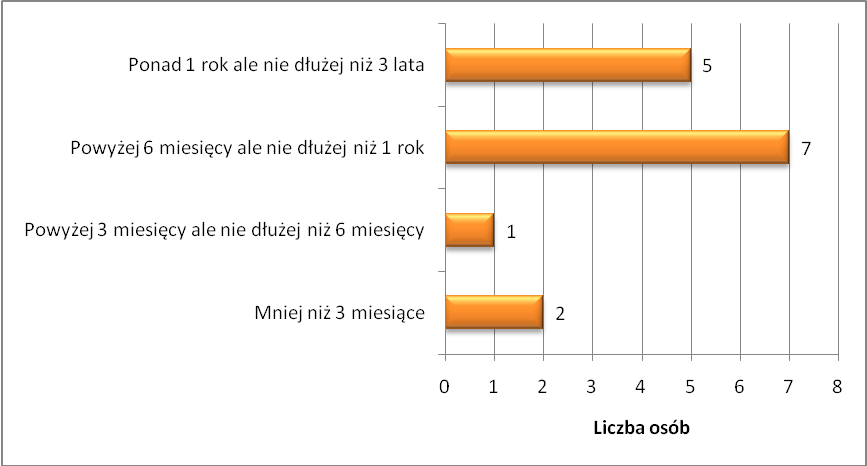 Ponad 1 rok ale nie dłużej niż 3 lata
5
Powyżej 6 miesięcy ale nie dłużej niż 1 rok
7
Powyżej 3 miesięcy ale nie dłużej niż 6 miesięcy
1
Mniej niż 3 miesiące
2
0 1 2 3 4 5 6 7 8
Liczba osób